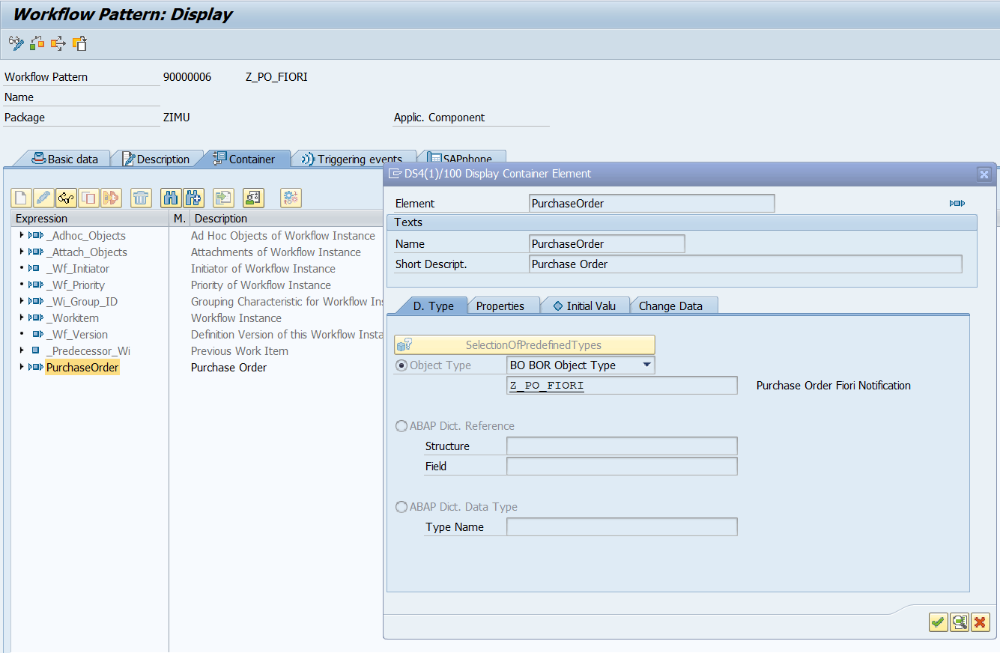 Workflow Pattern: Display
Workflow Pattern 90000006 Z_PO_FIORI
Name
Package ZIMU Applic. Component
Basic data Description Container Triggering events SAPphone
DS4(1)/100 Display Container Element
Element PurchaseOrder
Texts
Name PurchaseOrder
Short Descript. Purchase Order
D. Type Properties Initial Valu Change Data
SelectionOfPredefinedTypes
Object Type BO BOR Object Type
Z_PO_FIORI Purchase Order Fiori Notification
ABAP Dict. Reference
Structure
Field
ABAP Dict. Data Type
Type Name
Expression M. Description
_Adhoc_Objects Ad Hoc Objects of Workflow Instance
_Attach_Objects Attachments of Workflow Instance
_Wf_Initiator Initiator of Workflow Instance
_Wf_Priority Priority of Workflow Instance
_Wi_Group_ID Grouping Characteristic for Workflow Ins
_Workitem Workflow Instance
_Wf_Version Definition Version of this Workflow Insta
_Predecessor_Wi Previous Work Item
PurchaseOrder Purchase Order